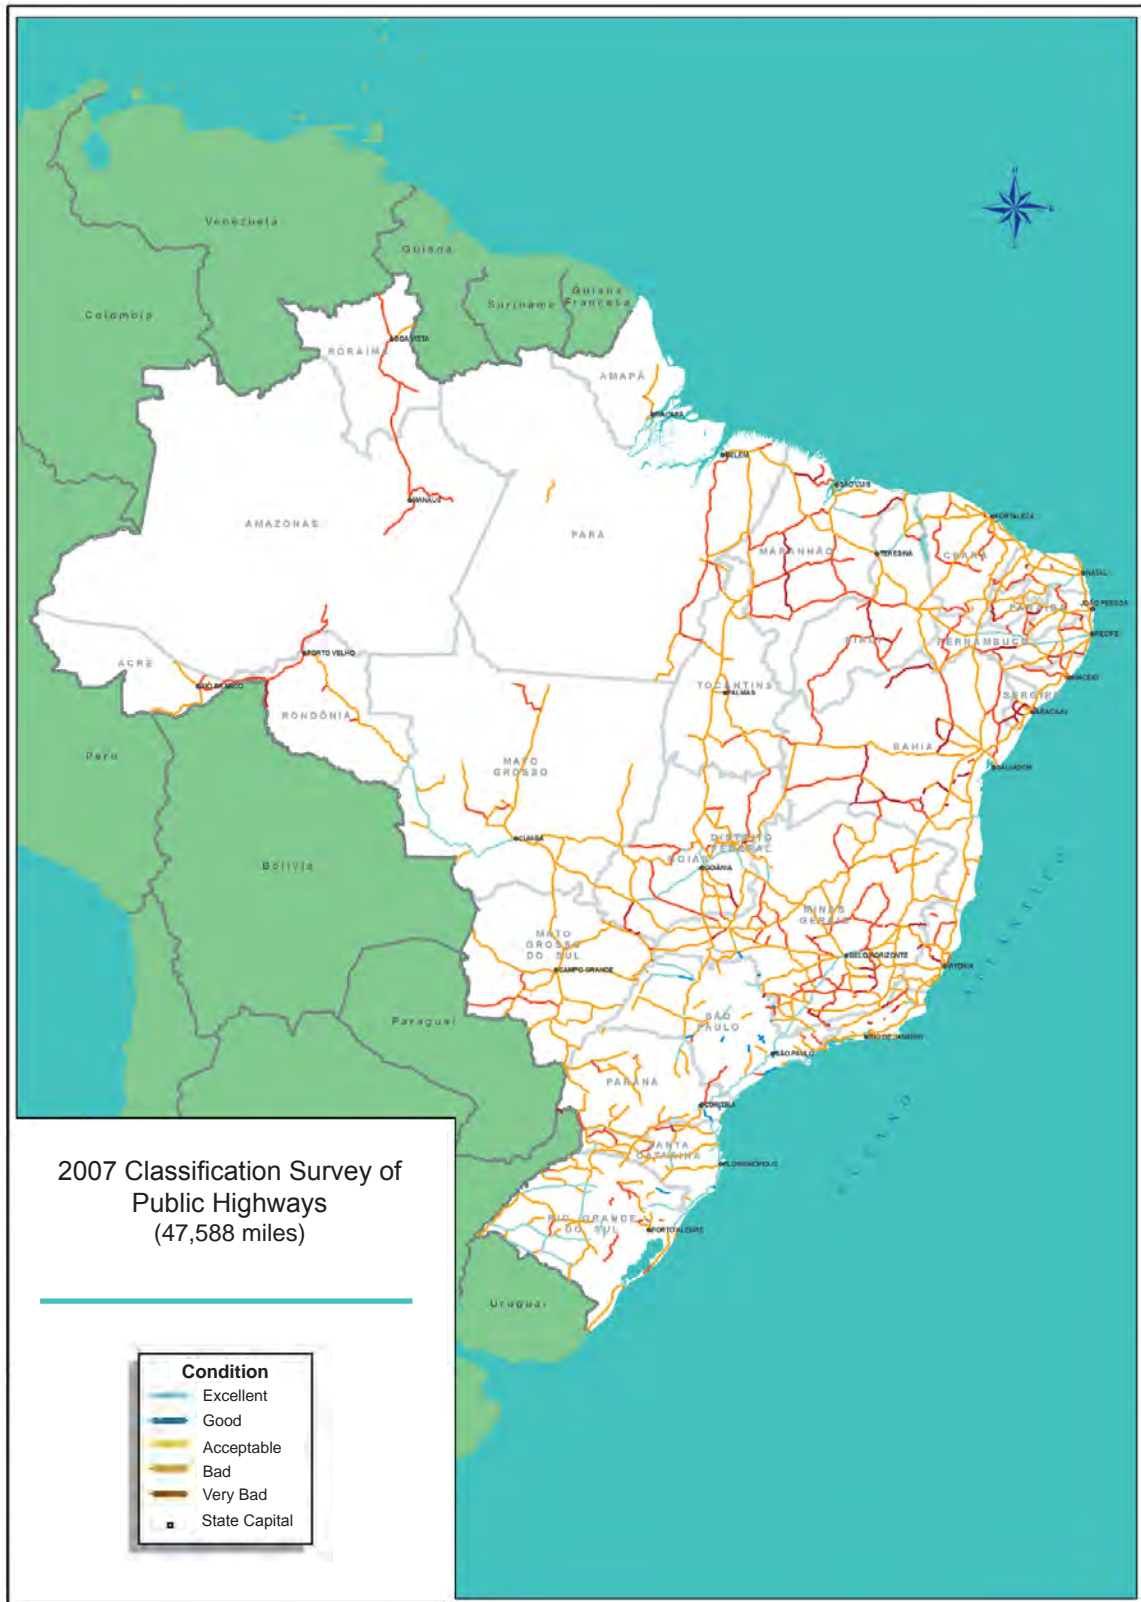 N
E
Venezuela
Guiana
Suriname
Guiana
Francesa
Colombia
BOA VISTA
RORAIMA
AMAPÁ
MACAPÁ
BELÉM
SÃO LUIS
MANAUS
AMAZONAS
PARÁ
FORTALEZA
MARANHÃO
TERESINA
CEARÁ
NATAL
JOÃO PESSOA
PARAÍBA
RECIFE
PIAUÍ
PERNAMBUCO
PORTO VELHO
ACRE
RIO BRANCO
MACEIÓ
TOCANTINS
PALMAS
SERGIPE
ARACAJU
RONDÔNIA
Peru
BAHIA
MATO
GROSSO
SALVADOR
CUIABÁ
DISTRITO
FEDERAL
GOIÁS
GOIÂNIA
Bolívia
MINAS
GERAIS
MATO
GROSSO
DO SUL
BELO HORIZONTE
CAMPO GRANDE
VITÓRIA
OCEANO ATLÂNTICO
Paraguai
SÃO
PAULO
RIO DE JANEIRO
SÃO PAULO
PARANÁ
CURITIBA
SANTA
CATARINA
FLORIANÓPOLIS
RIO GRANDE
DO SUL
PORTO ALEGRE
Uruguai
2007 Classification Survey of
Public Highways
(47,588 miles)
Condition
Excellent
Good
Acceptable
Bad
Very Bad
State Capital